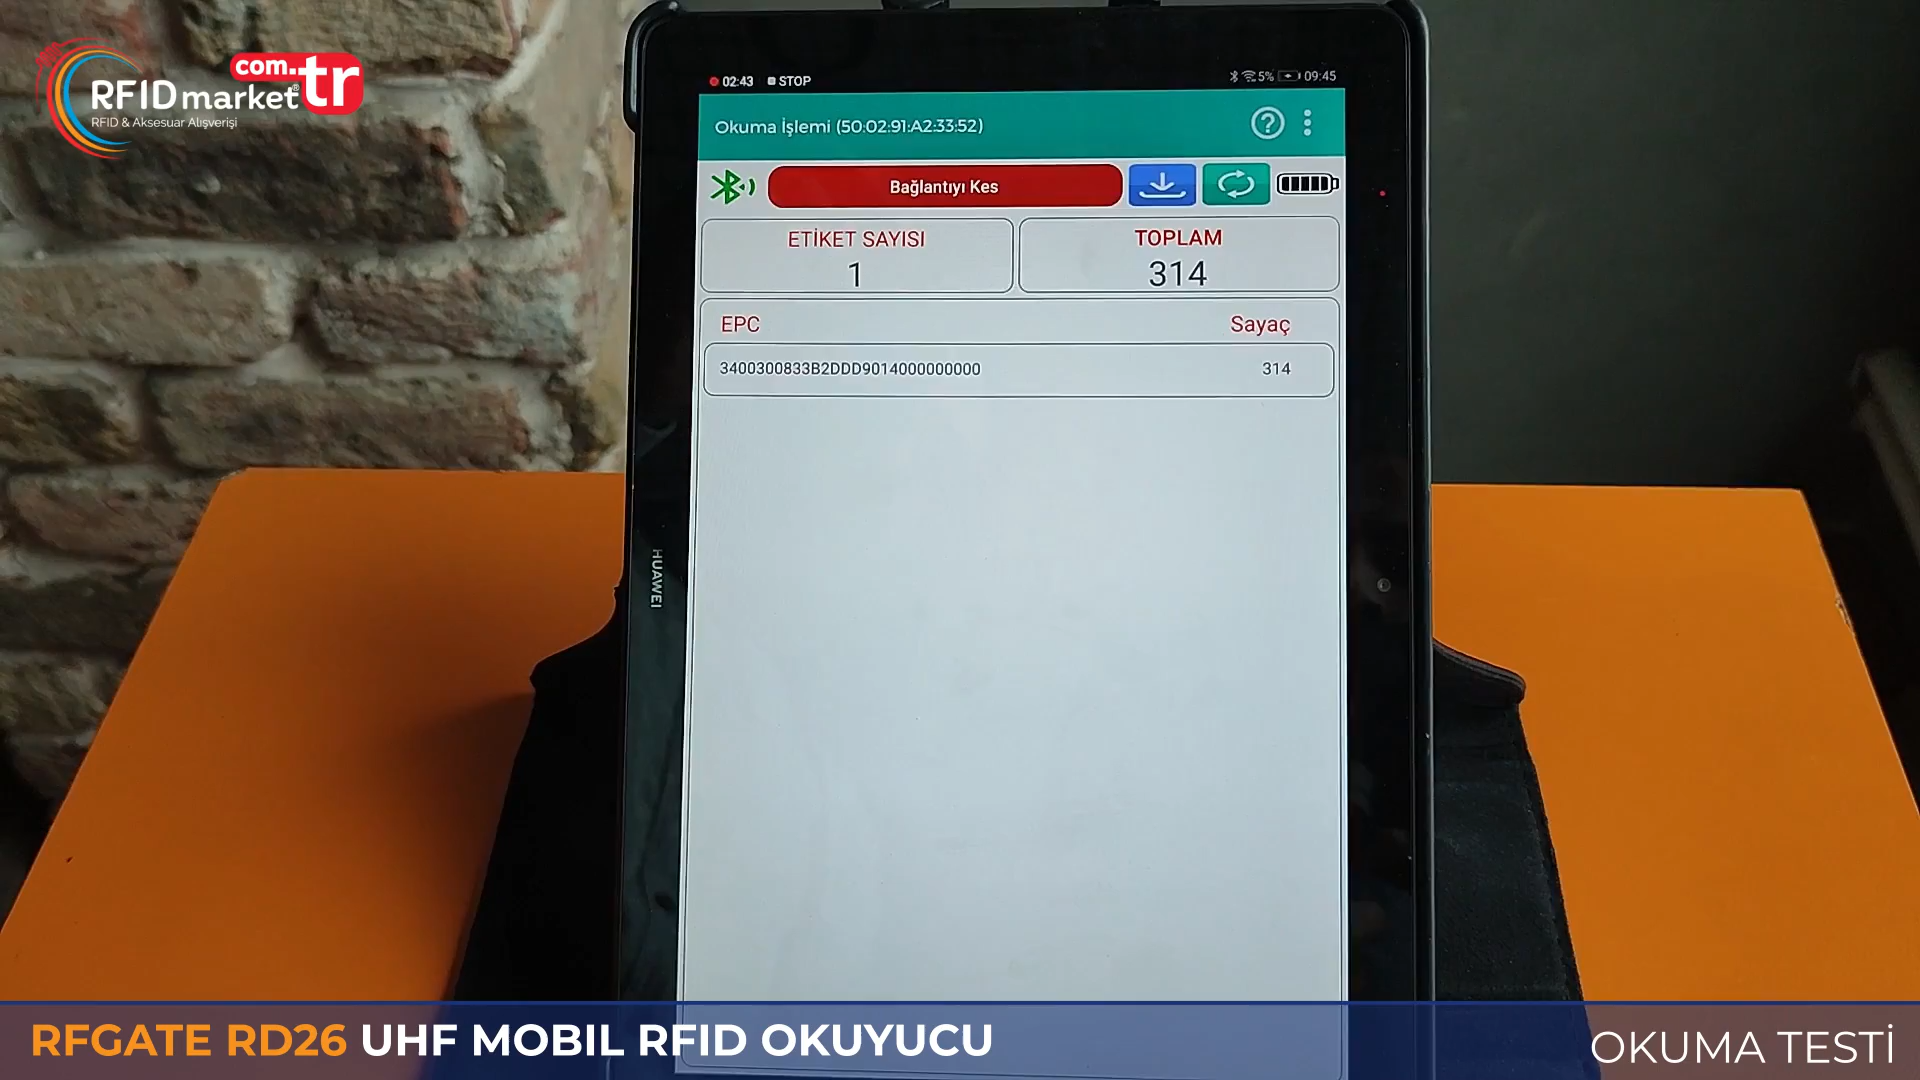 com.tr
RFIDmarket®
RFID & Aksesuar Alışverişi
02:43 STOP
5% 09:45
Okuma İşlemi (50:02:91:A2:33:52)
Bağlantıyı Kes
ETİKET SAYISI
1
TOPLAM
314
EPC
Sayaç
3400300833B2DDD9014000000000
314
HUAWEI
RFGATE RD26 UHF MOBIL RFID OKUYUCU
OKUMA TESTİ